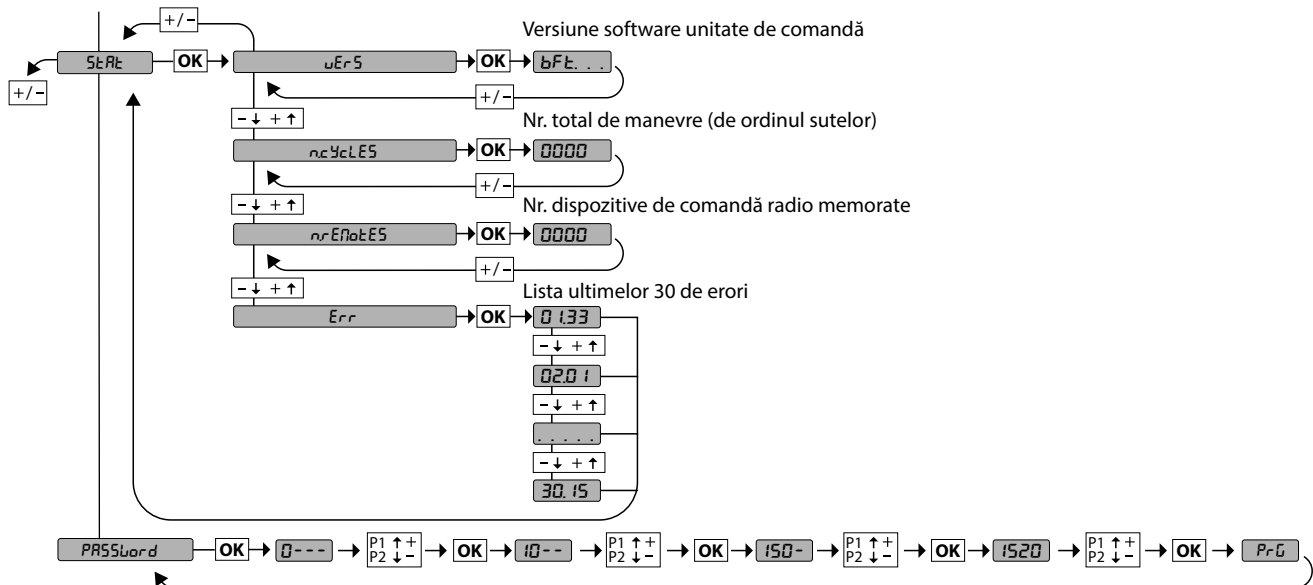 +/-
Versiune software unitate de comandă
StAt OK vErS OK bFt. . .
+/-
+/-
- ↓ + ↑
Nr. total de manevre (de ordinul sutelor)
n.cYcLES OK 0000
+/-
- ↓ + ↑
Nr. dispozitive de comandă radio memorate
n.rEMotES OK 0000
+/-
- ↓ + ↑
Lista ultimelor 30 de erori
Err OK 01.33
- ↓ + ↑
02.01
- ↓ + ↑
. . . . .
- ↓ + ↑
30.15
PASSword OK 0--- P1 ↑ + OK 10-- P1 ↑ + OK 150- P1 ↑ + OK 1520 P1 ↑ + OK PrG
P2 ↓ - P2 ↓ - P2 ↓ - P2 ↓ -